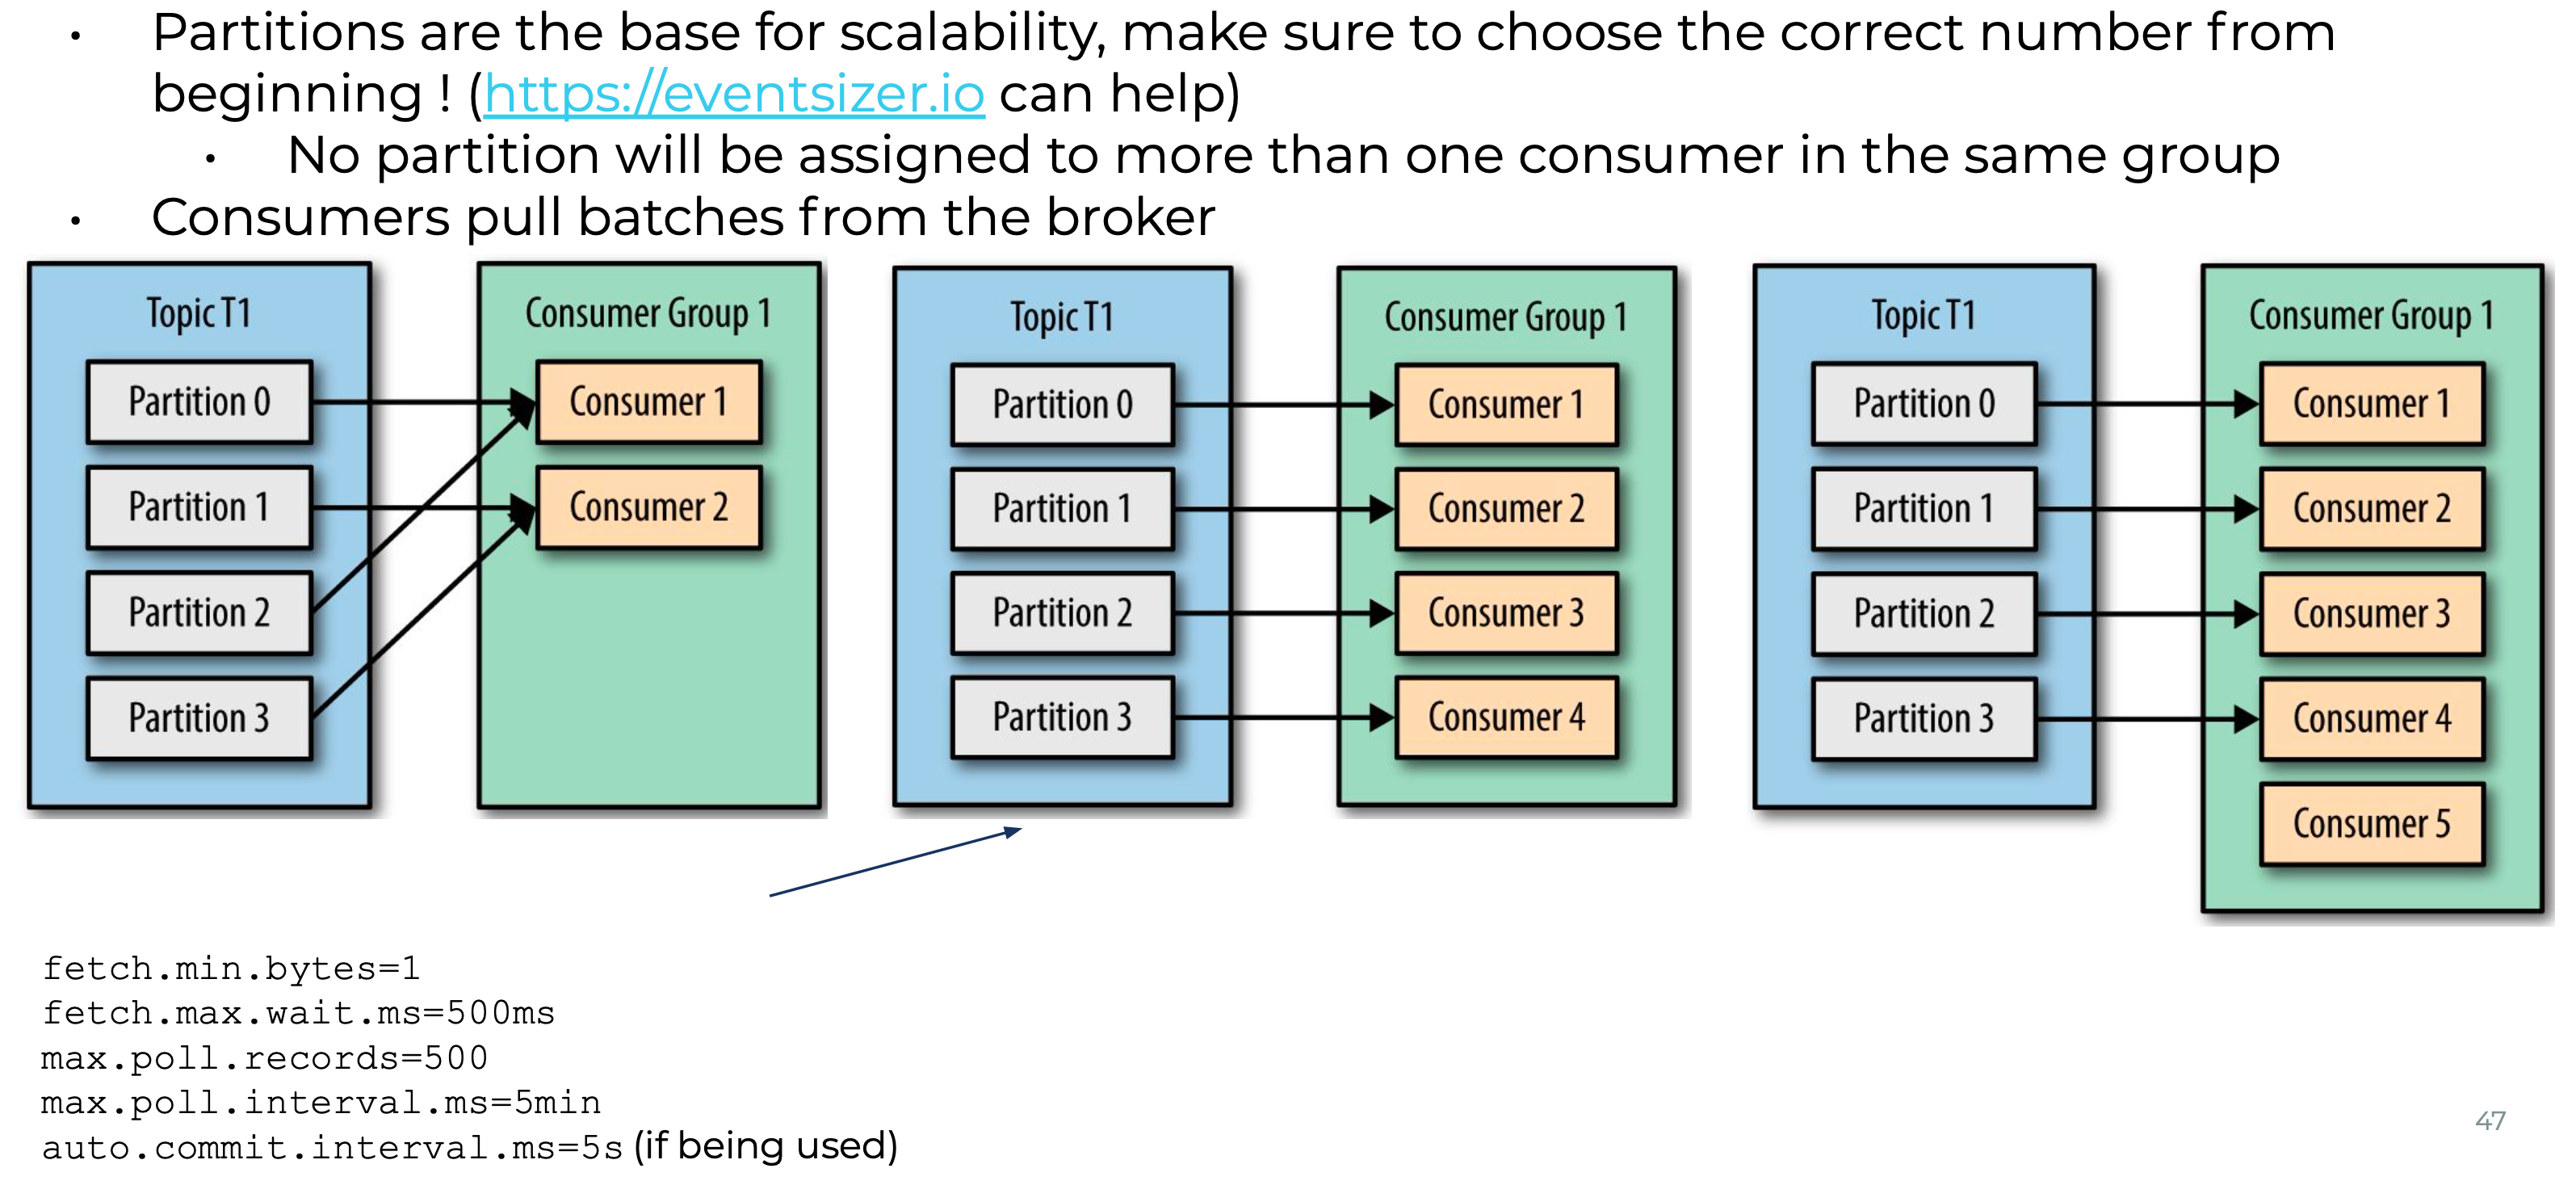 • Partitions are the base for scalability, make sure to choose the correct number from
beginning ! (https://eventsizer.io can help)
• No partition will be assigned to more than one consumer in the same group
• Consumers pull batches from the broker
Topic T1
Partition 0
Partition 1
Partition 2
Partition 3
Consumer Group 1
Consumer 1
Consumer 2
Topic T1
Partition 0
Partition 1
Partition 2
Partition 3
Consumer Group 1
Consumer 1
Consumer 2
Consumer 3
Consumer 4
Topic T1
Partition 0
Partition 1
Partition 2
Partition 3
Consumer Group 1
Consumer 1
Consumer 2
Consumer 3
Consumer 4
Consumer 5
fetch.min.bytes=1
fetch.max.wait.ms=500ms
max.poll.records=500
max.poll.interval.ms=5min
auto.commit.interval.ms=5s (if being used)
47